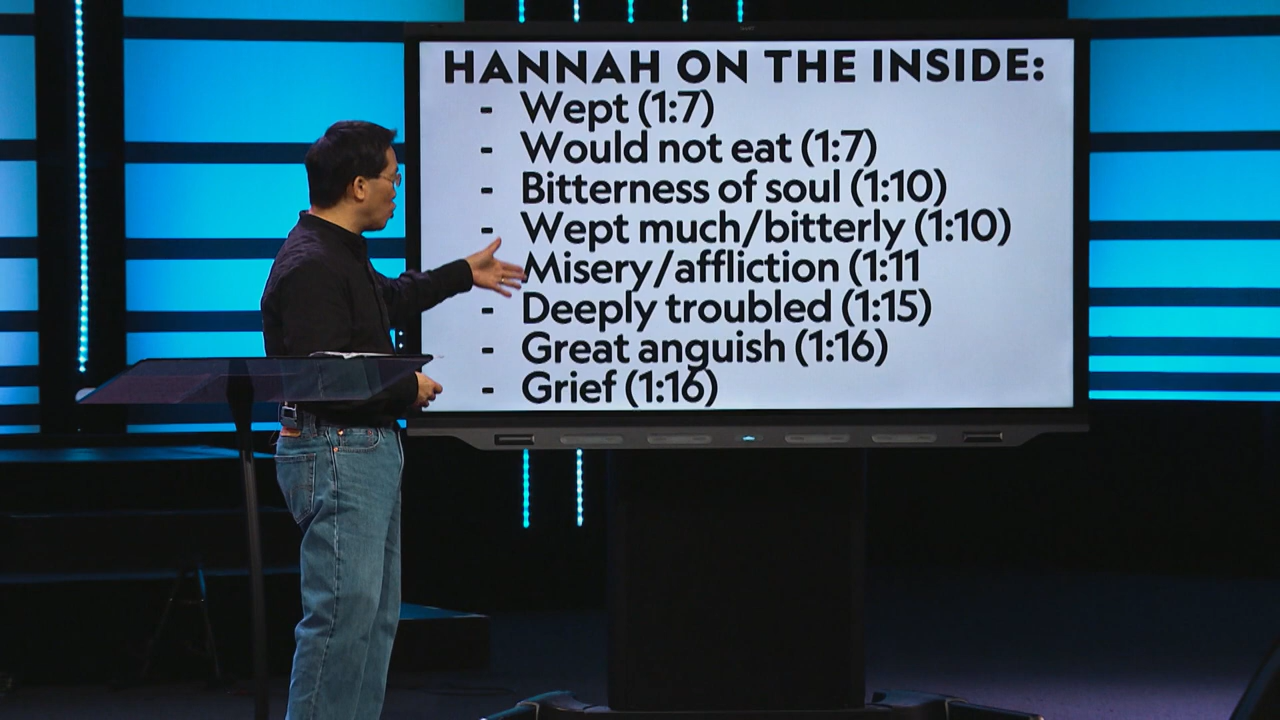 HANNAH ON THE INSIDE:
- Wept (1:7)
- Would not eat (1:7)
- Bitterness of soul (1:10)
- Wept much/bitterly (1:10)
Misery/affliction (1:11
- Deeply troubled (1:15)
- Great anguish (1:16)
- Grief (1:16)